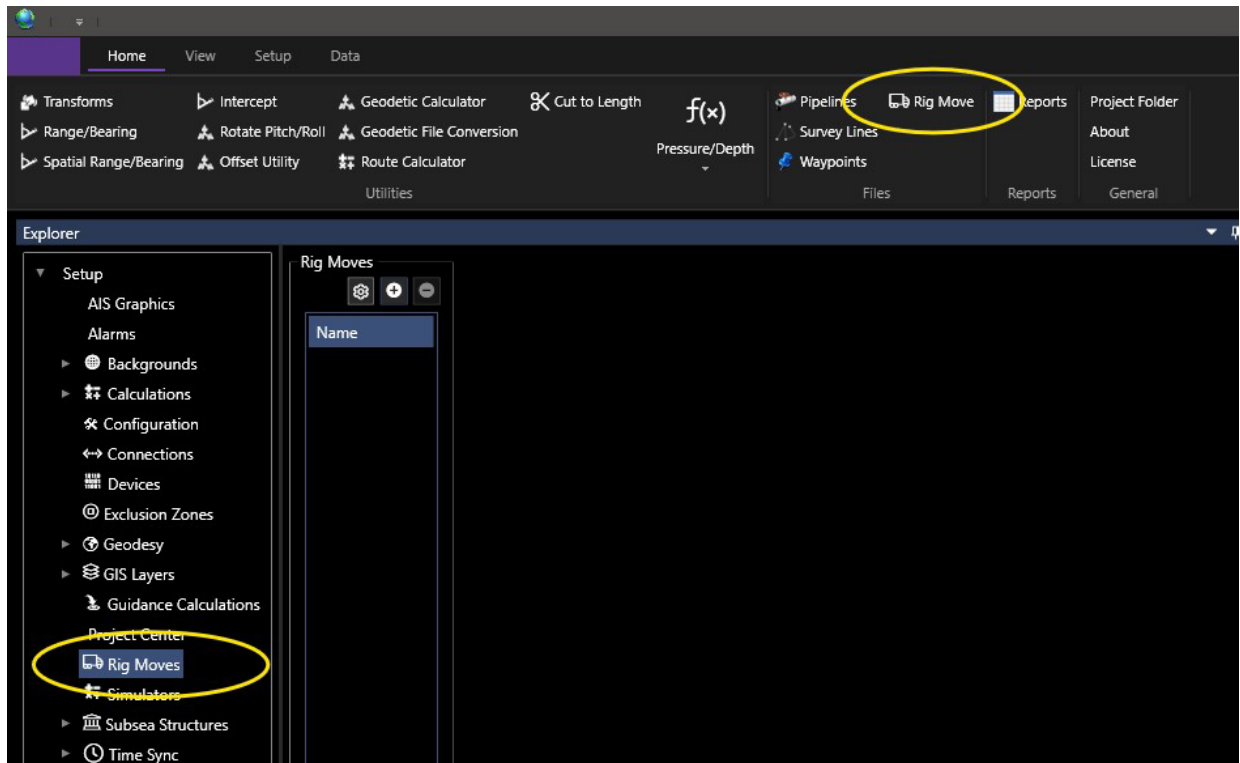 Home View Setup Data
Transforms Intercept Geodetic Calculator Cut to Length f(x) Pipelines Rig Move Reports Project Folder
Range/Bearing Rotate Pitch/Roll Geodetic File Conversion Pressure/Depth Survey Lines About
Spatial Range/Bearing Offset Utility Route Calculator Waypoints License
Utilities Files Reports General
Explorer
Setup
AIS Graphics
Alarms
Backgrounds
Calculations
Configuration
Connections
Devices
Exclusion Zones
Geodesy
GIS Layers
Guidance Calculations
Project Center
Rig Moves
Simulators
Subsea Structures
Time Sync
Rig Moves
Name